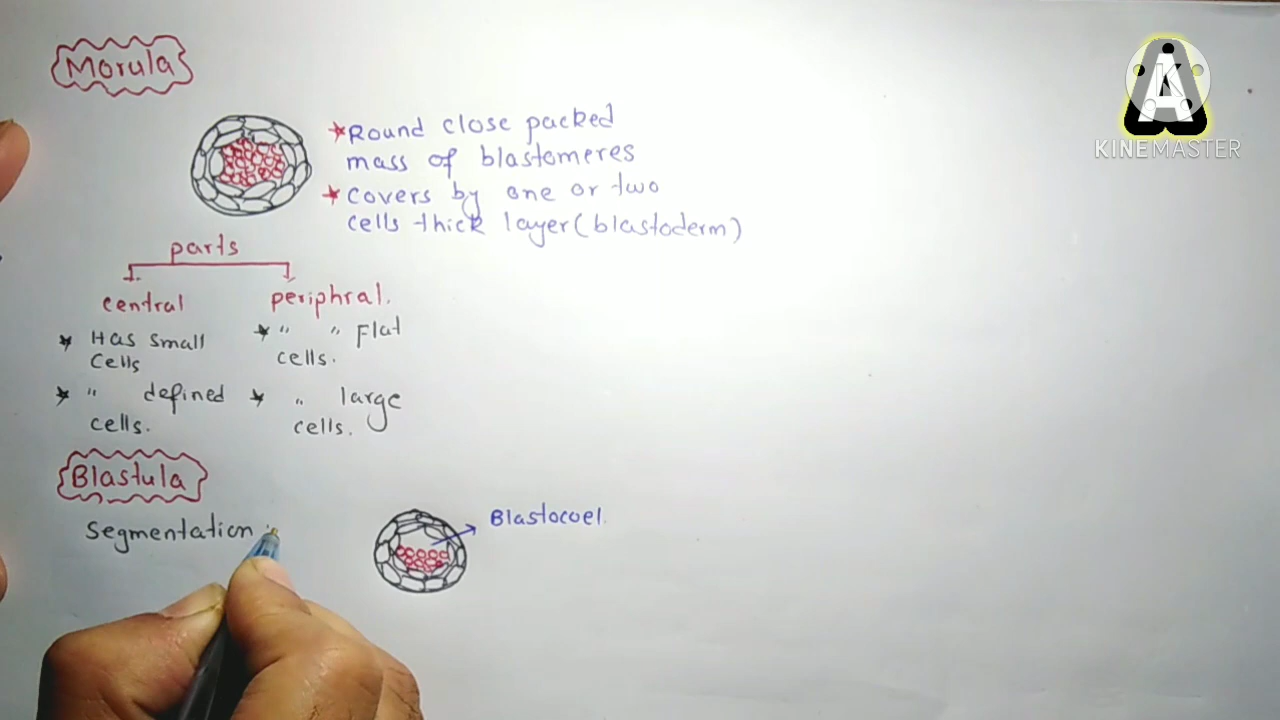 Morula
★ Round close packed
mass of blastomeres
★ Covers by one or two
cells thick layer (blastoderm)
parts
central
periphral.
★ Has small
cells
★ " " Flat
cells.
★ " defined
cells.
★ " large
cells.
Blastula
Segmentation
Blastocoel.
A
K
KINEMASTER